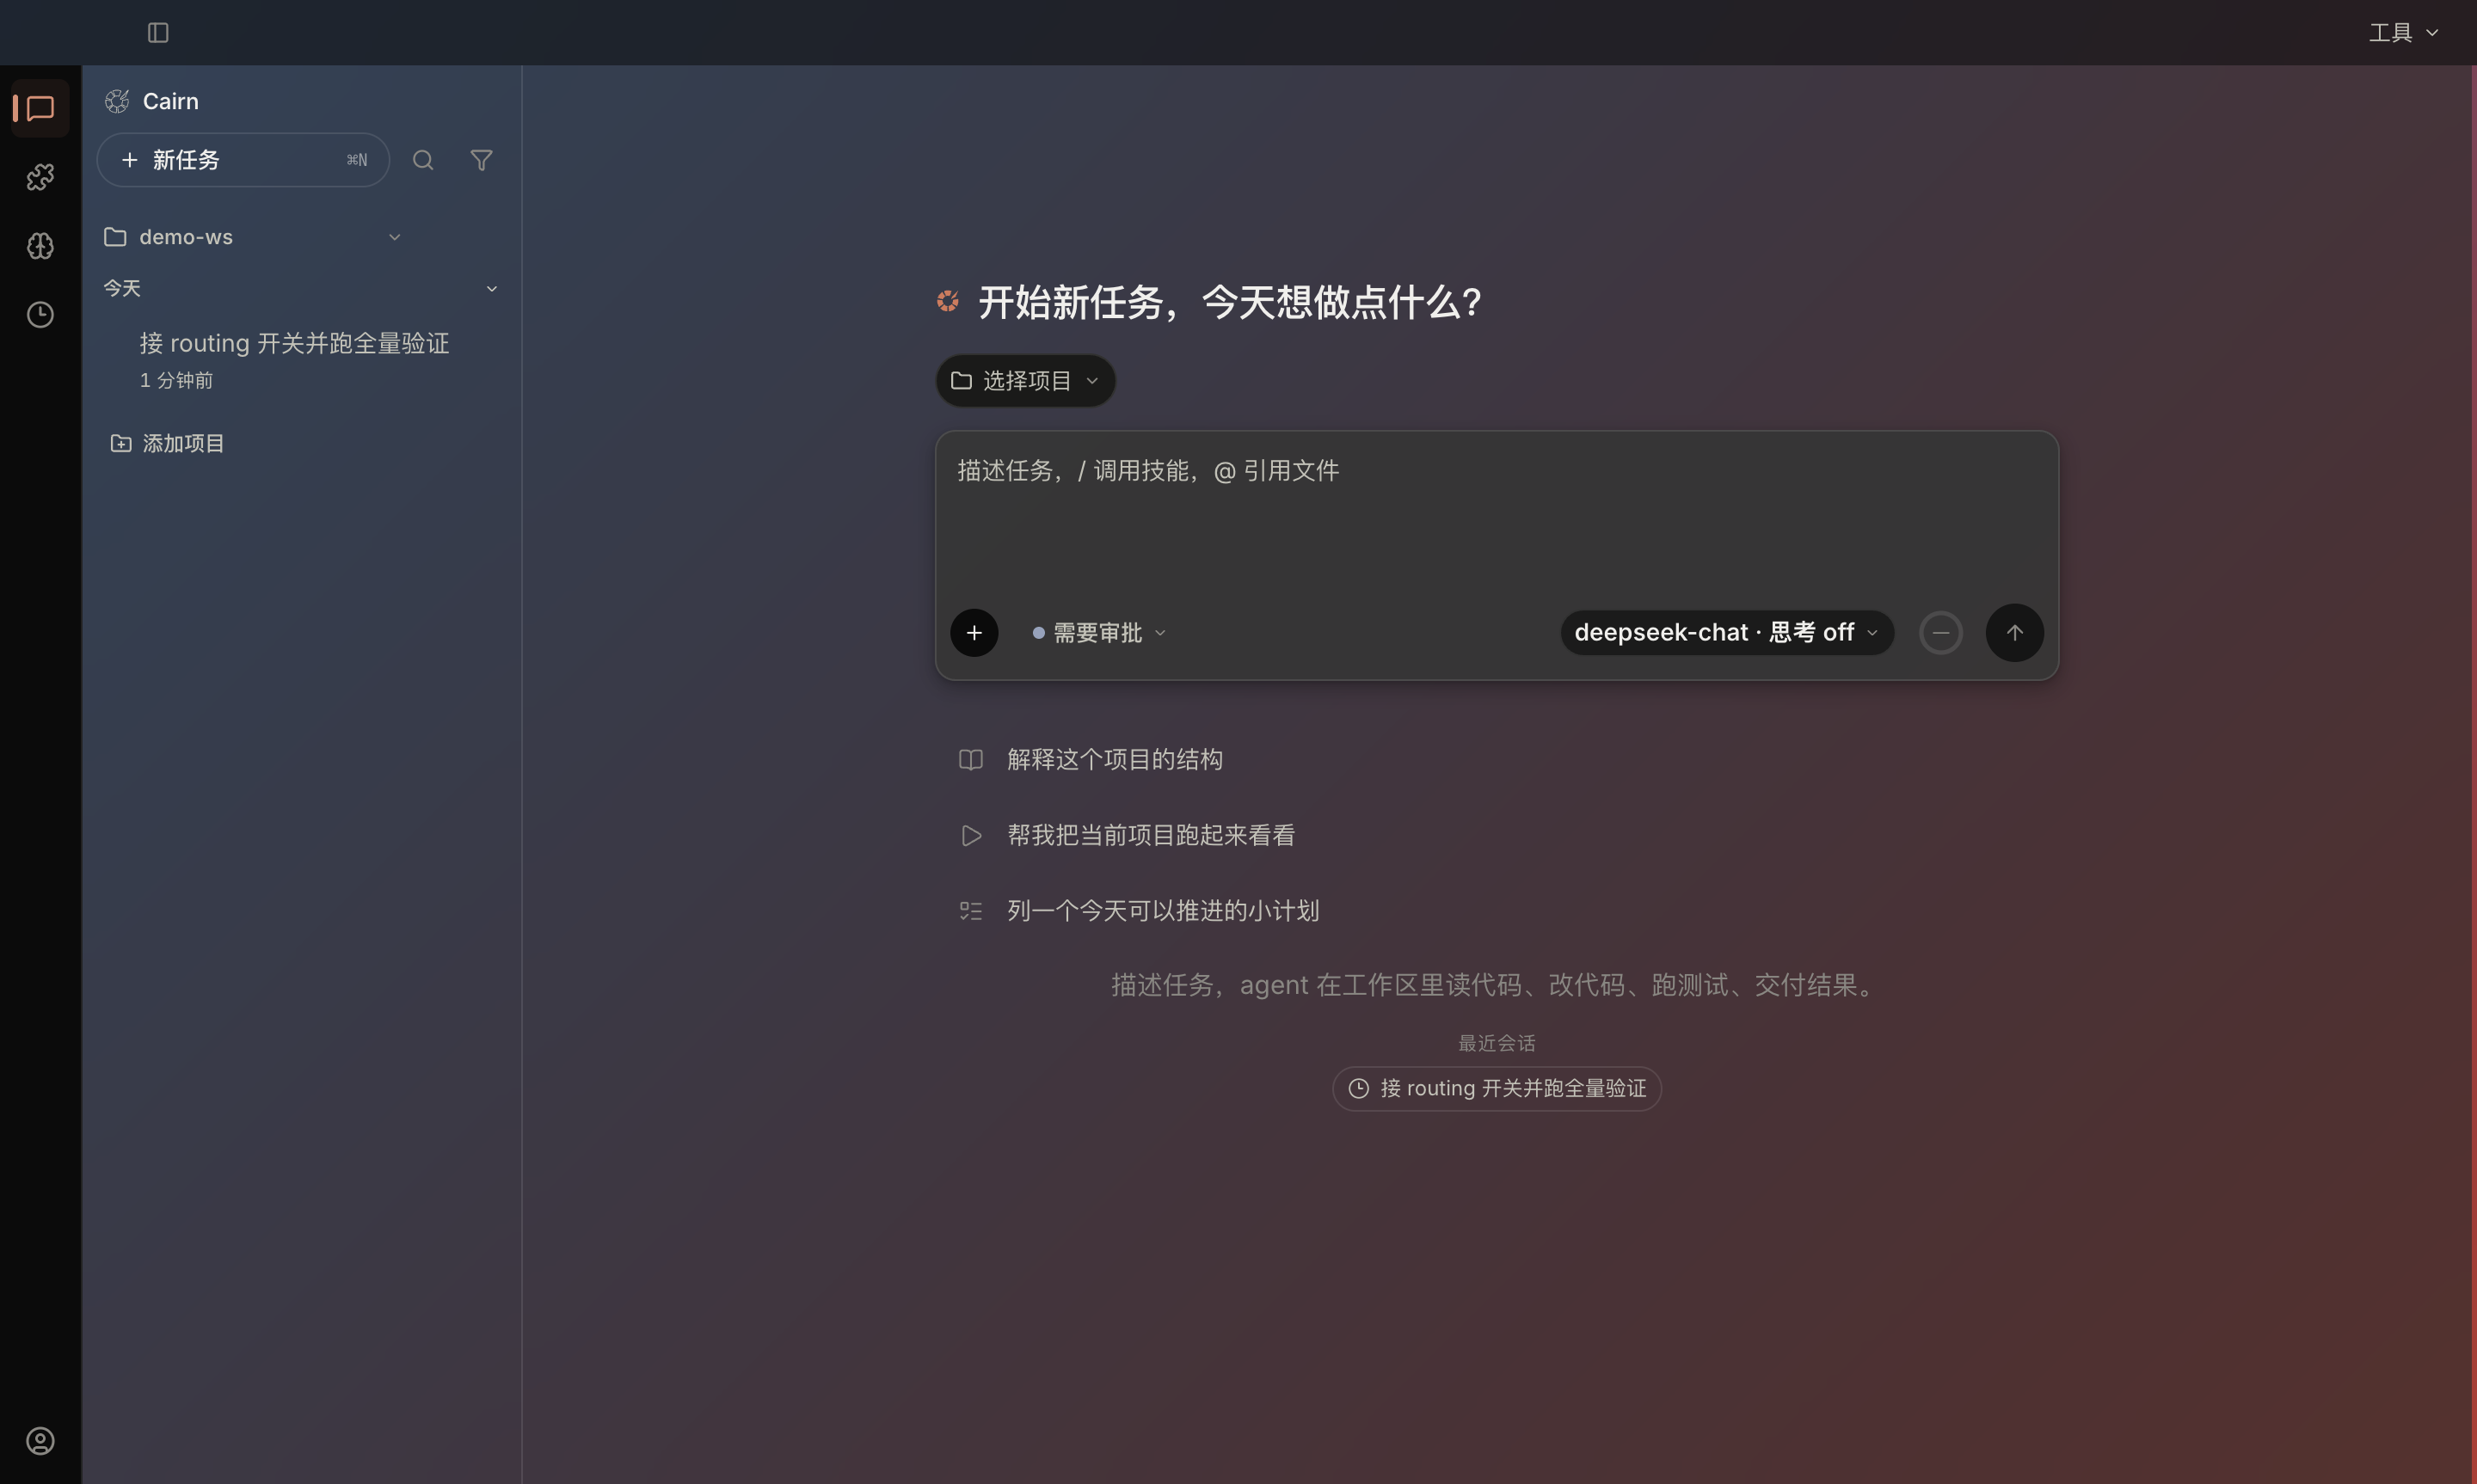 工具
Cairn
新任务 ⌘N
demo-ws
今天
接 routing 开关并跑全量验证
1 分钟前
添加项目
开始新任务，今天想做点什么?
选择项目
描述任务，/ 调用技能，@ 引用文件
需要审批
deepseek-chat · 思考 off
解释这个项目的结构
帮我把当前项目跑起来看看
列一个今天可以推进的小计划
描述任务，agent 在工作区里读代码、改代码、跑测试、交付结果。
最近会话
接 routing 开关并跑全量验证